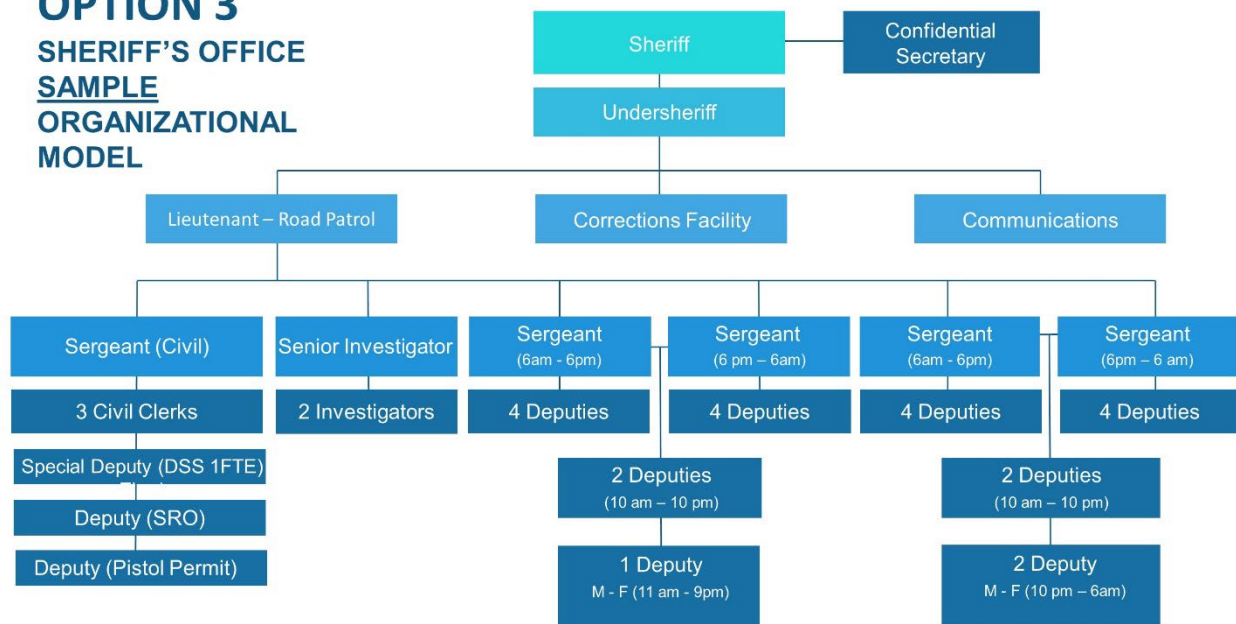 OPTION 3
SHERIFF'S OFFICE
SAMPLE
ORGANIZATIONAL
MODEL
Sheriff
Confidential
Secretary
Undersheriff
Lieutenant – Road Patrol
Corrections Facility
Communications
Sergeant (Civil)
Senior Investigator
Sergeant
(6am - 6pm)
Sergeant
(6 pm – 6am)
Sergeant
(6am - 6pm)
Sergeant
(6pm – 6 am)
3 Civil Clerks
2 Investigators
4 Deputies
4 Deputies
4 Deputies
4 Deputies
Special Deputy (DSS 1FTE)
Deputy (SRO)
Deputy (Pistol Permit)
2 Deputies
(10 am – 10 pm)
2 Deputies
(10 am – 10 pm)
1 Deputy
M - F (11 am - 9pm)
2 Deputy
M - F (10 pm – 6am)